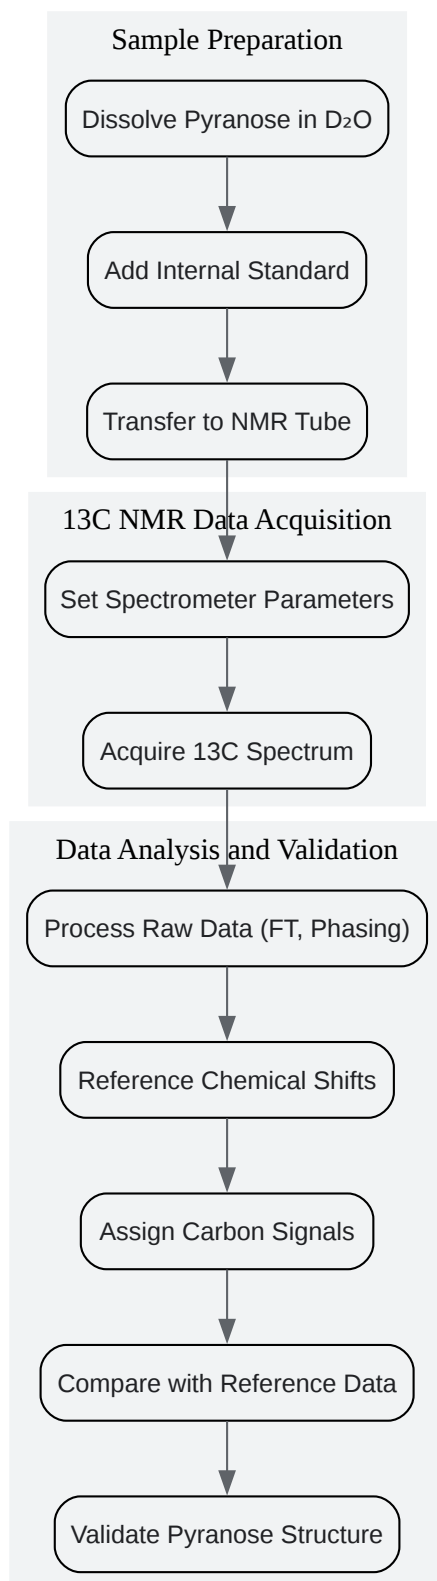 Sample Preparation
Dissolve Pyranose in D₂O
Add Internal Standard
Transfer to NMR Tube
13C NMR Data Acquisition
Set Spectrometer Parameters
Acquire 13C Spectrum
Data Analysis and Validation
Process Raw Data (FT, Phasing)
Reference Chemical Shifts
Assign Carbon Signals
Compare with Reference Data
Validate Pyranose Structure